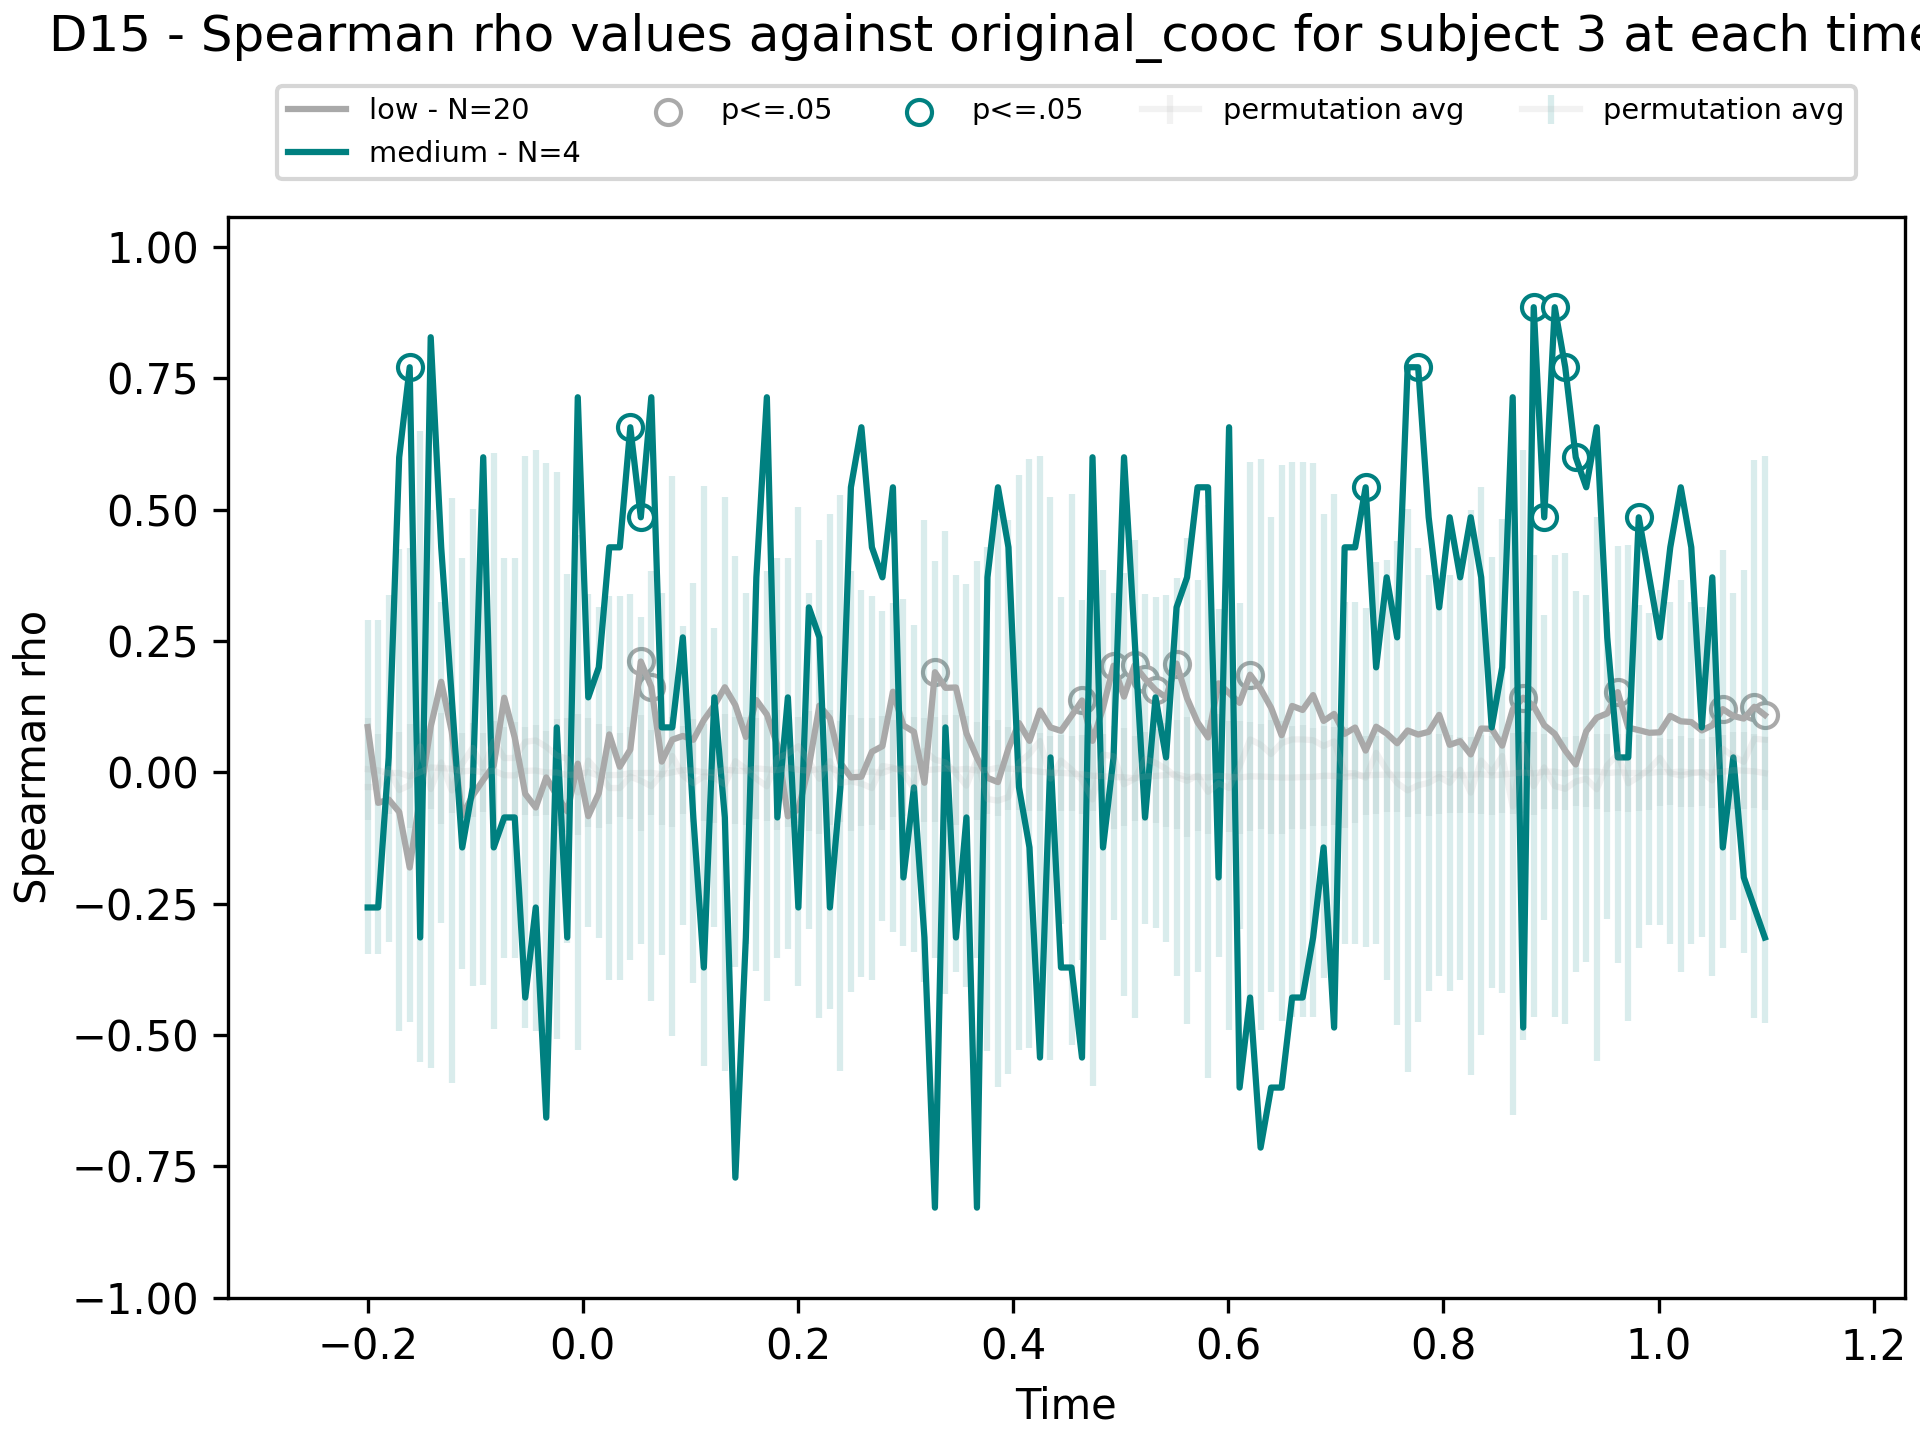 D15 - Spearman rho values against original_cooc for subject 3 at each time
low - N=20
medium - N=4
p<=.05
p<=.05
permutation avg
permutation avg
1.00
0.75
0.50
0.25
0.00
−0.25
−0.50
−0.75
−1.00
Spearman rho
−0.2 0.0 0.2 0.4 0.6 0.8 1.0 1.2
Time